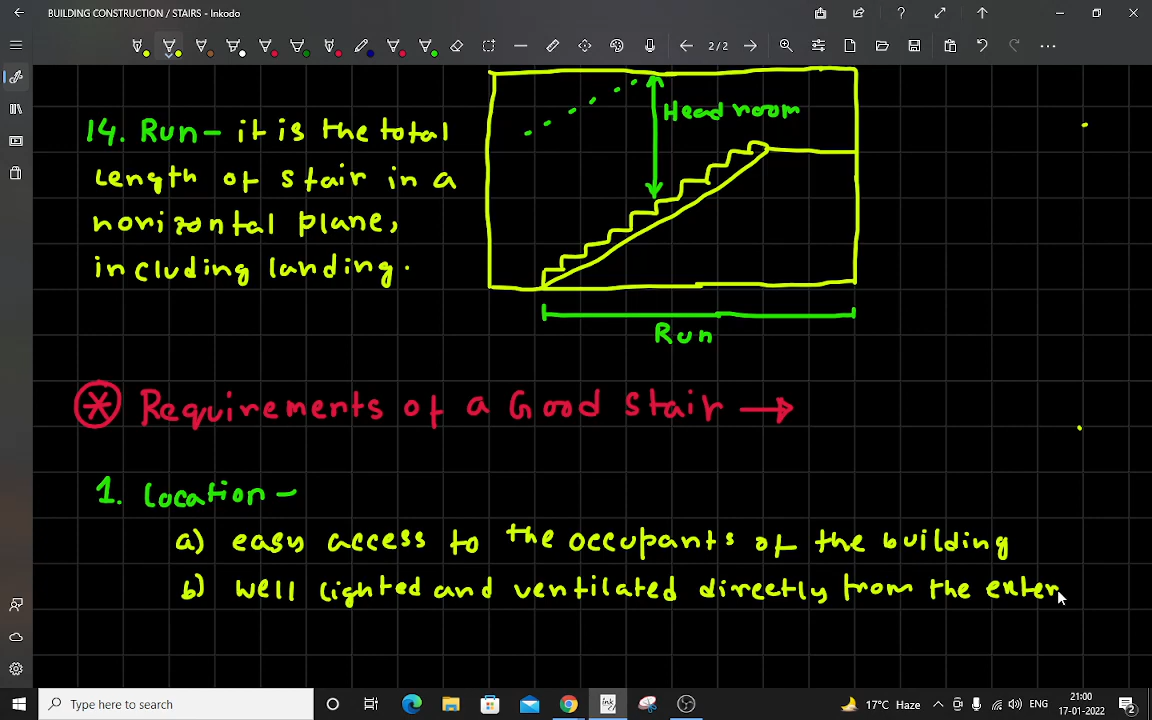 BUILDING CONSTRUCTION / STAIRS - Inkodo
2/2
14. Run- it is the total
Length of stair in a
horizontal plane,
including landing.
Head room
Run
Requirements of a Good Stair →
1. Location -
a) easy access to the occupants of the building
b) well lighted and ventilated directly from the exter
Type here to search
17°C Haze
ENG
21:00
17-01-2022
2